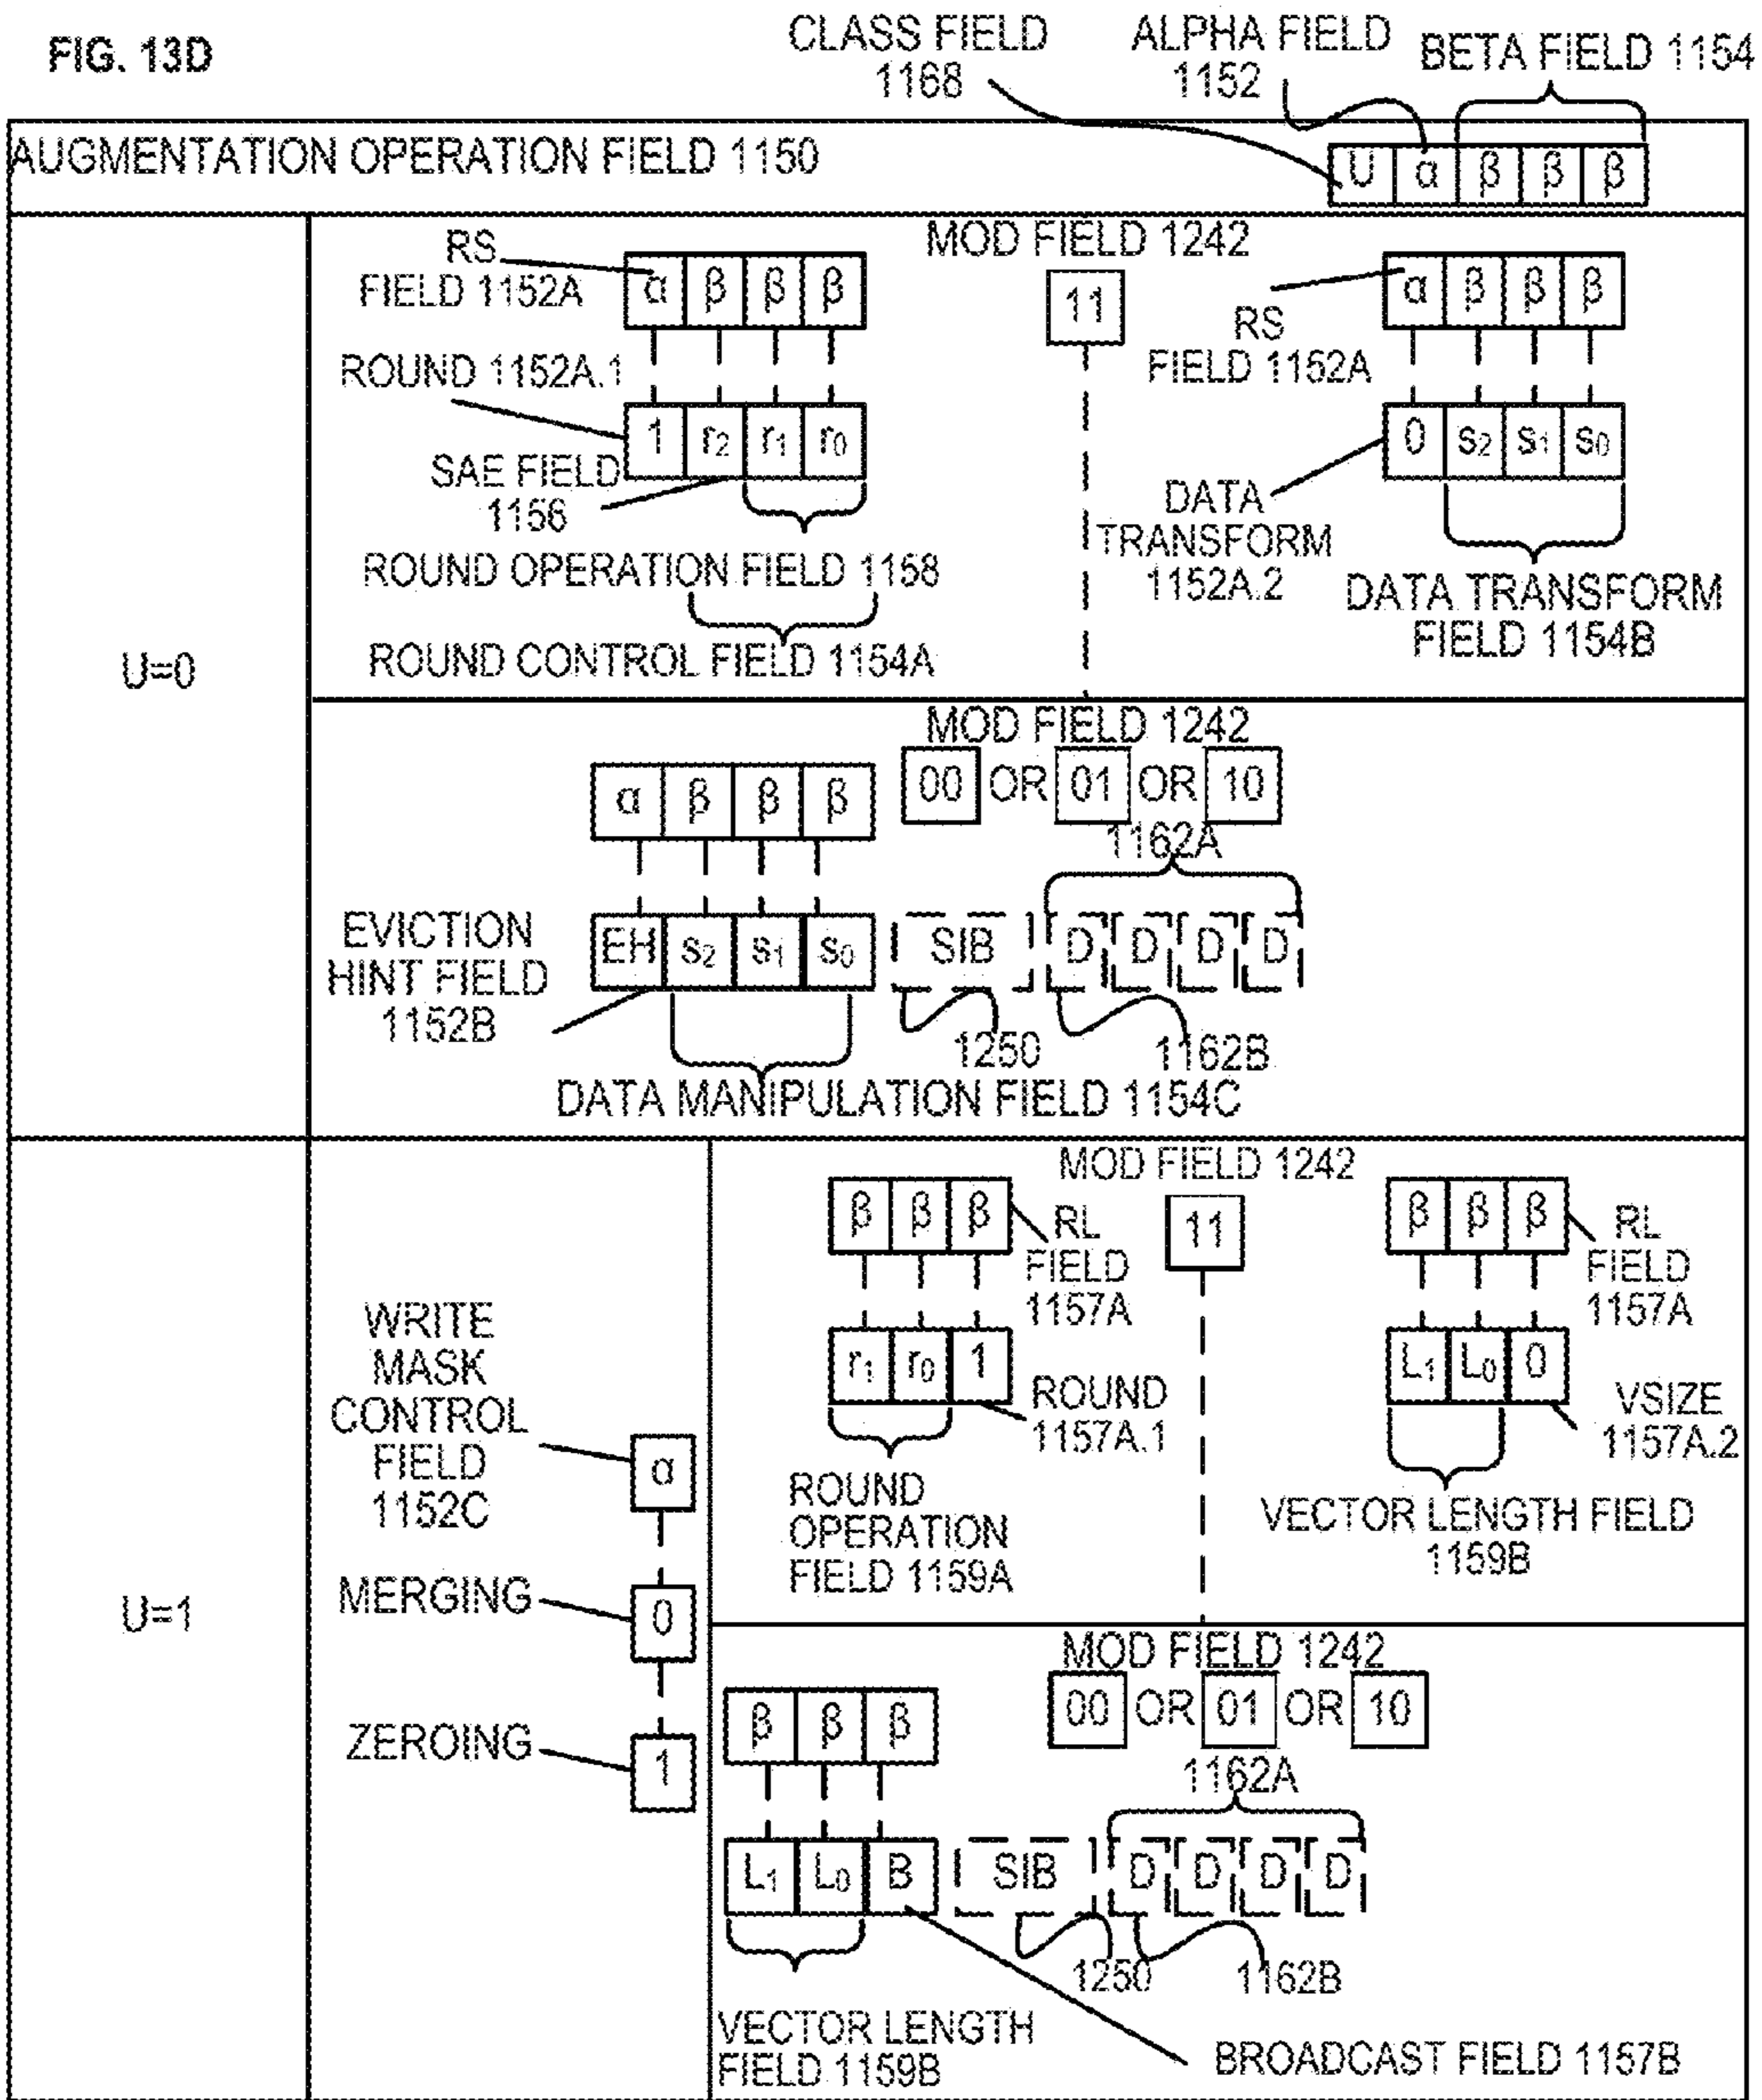 FIG. 13D
CLASS FIELD
1168
ALPHA FIELD
1152
BETA FIELD 1154
AUGMENTATION OPERATION FIELD 1150
U α β β β
U=0
MOD FIELD 1242
11
RS
FIELD 1152A
α β β β
ROUND 1152A.1
1 r2 r1 r0
SAE FIELD
1156
ROUND OPERATION FIELD 1158
ROUND CONTROL FIELD 1154A
α β β β
RS
FIELD 1152A
0 s2 s1 s0
DATA
TRANSFORM
1152A.2
DATA TRANSFORM
FIELD 1154B
MOD FIELD 1242
00 OR 01 OR 10
α β β β
1162A
EVICTION
HINT FIELD
1152B
EH s2 s1 s0 SIB D D D D
1250
1162B
DATA MANIPULATION FIELD 1154C
U=1
WRITE
MASK
CONTROL
FIELD
1152C
α
MERGING
0
ZEROING
1
MOD FIELD 1242
11
β β β
RL
FIELD
1157A
r1 r0 1
ROUND
1157A.1
ROUND
OPERATION
FIELD 1159A
β β β
RL
FIELD
1157A
L1 L0 0
VSIZE
1157A.2
VECTOR LENGTH FIELD
1159B
MOD FIELD 1242
00 OR 01 OR 10
β β β
1162A
L1 L0 B SIB D D D D
1250
1162B
VECTOR LENGTH
FIELD 1159B
BROADCAST FIELD 1157B